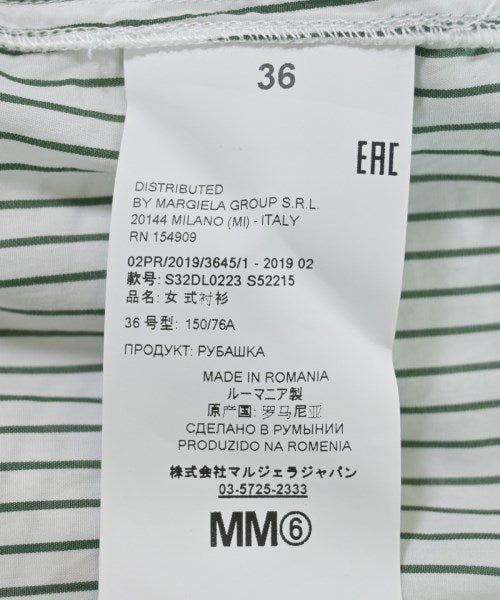 36
EAC
DISTRIBUTED
BY MARGIELA GROUP S.R.L.
20144 MILANO (MI) - ITALY
RN 154909
02PR/2019/3645/1 - 2019 02
款号: S32DL0223 S52215
品名: 女 式衬衫
36 号型: 150/76A
ПРОДУКТ: РУБАШКА
MADE IN ROMANIA
ルーマニア製
原产国: 罗马尼亚
СДЕЛАНО В РУМЫНИИ
PRODUZIDO NA ROMENIA
株式会社マルジェラジャパン
03-5725-2333
MM⑥